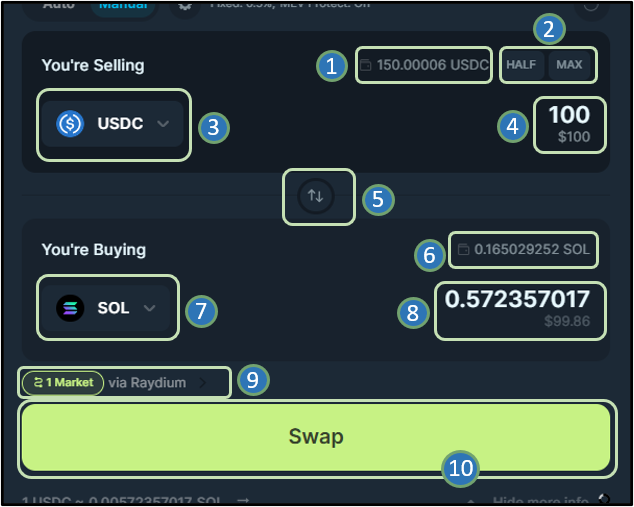 Auto Manual Fixed: 0.5%, MEV Protect: Off
2
You're Selling 1 150.00006 USDC HALF MAX
USDC 3 4 100
$100
5
You're Buying 6 0.165029252 SOL
SOL 7 8 0.572357017
$99.86
1 Market via Raydium 9
Swap
10
1 USDC ≈ 0.00572357017 SOL Hide more info